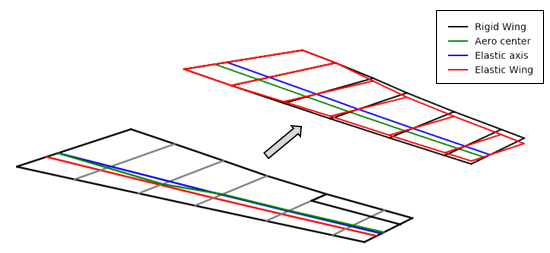 Rigid Wing
Aero center
Elastic axis
Elastic Wing